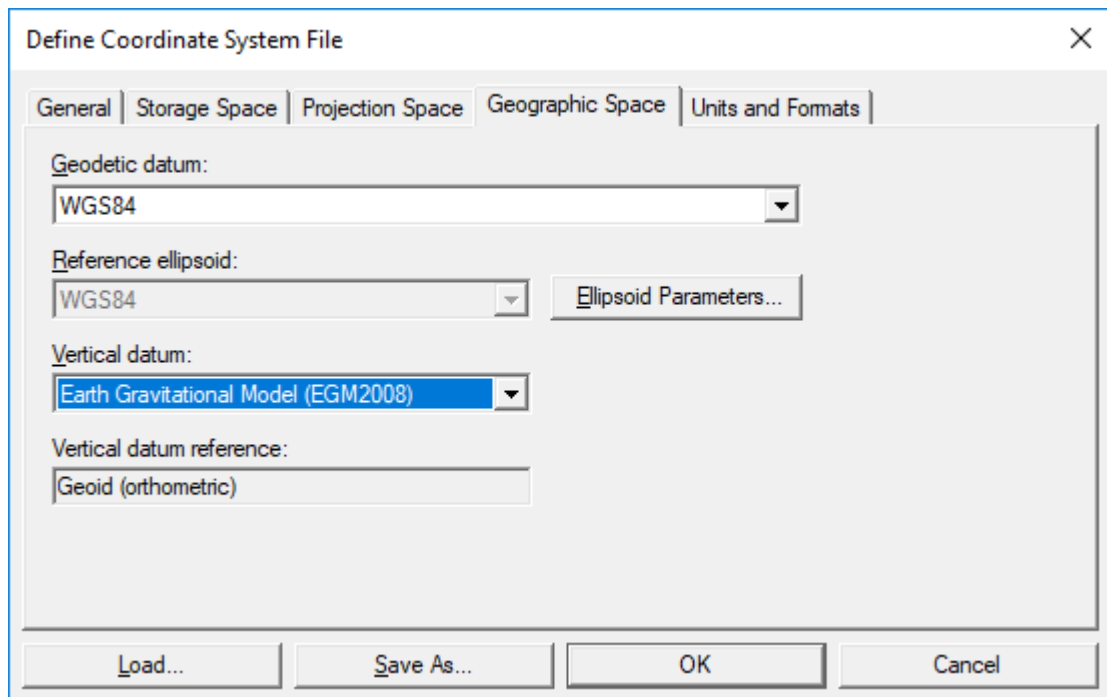 Define Coordinate System File
General Storage Space Projection Space Geographic Space Units and Formats
Geodetic datum:
WGS84
Reference ellipsoid:
WGS84 Ellipsoid Parameters...
Vertical datum:
Earth Gravitational Model (EGM2008)
Vertical datum reference:
Geoid (orthometric)
Load... Save As... OK Cancel